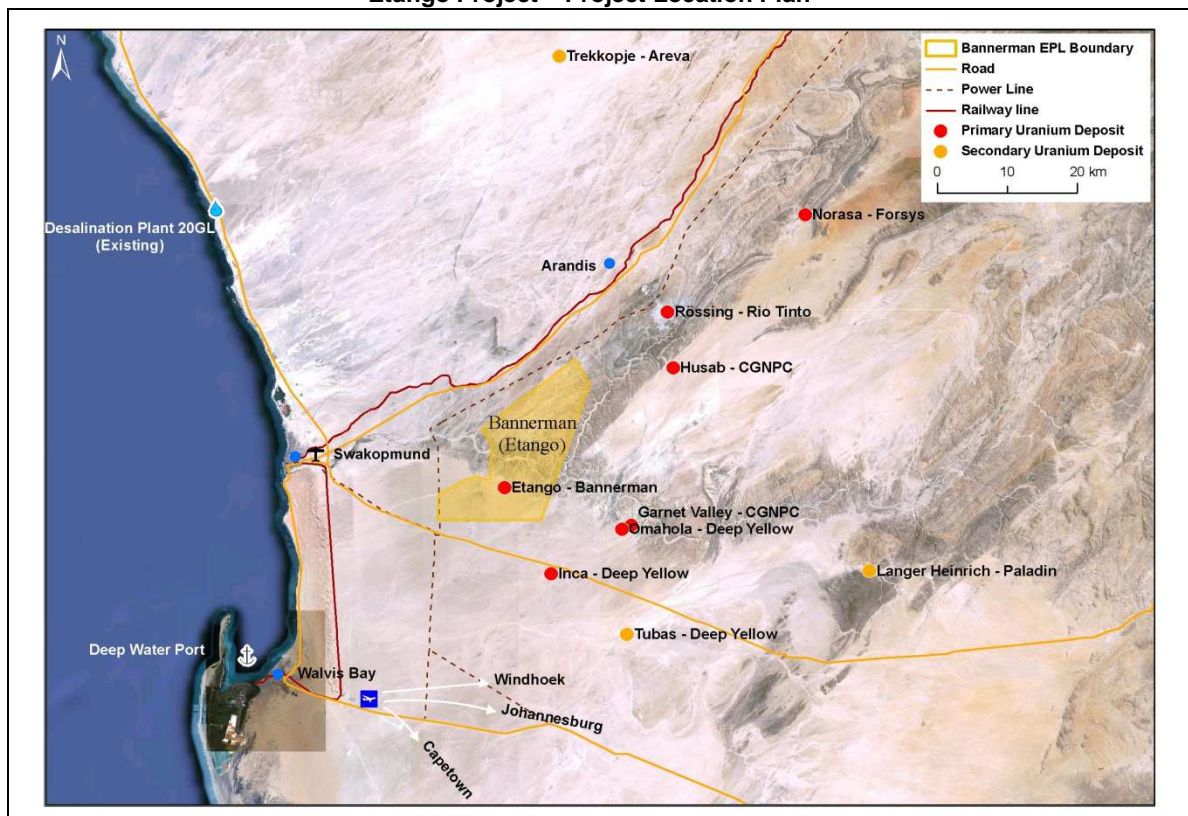 Etango Project – Project Location Plan
N
Trekkopje - Areva
Bannerman EPL Boundary
Road
Power Line
Railway line
Primary Uranium Deposit
Secondary Uranium Deposit
0 10 20 km
Desalination Plant 20GL
(Existing)
Norasa - Forsys
Arandis
Rössing - Rio Tinto
Husab - CGNPC
Bannerman
(Etango)
Swakopmund
Etango - Bannerman
Garnet Valley - CGNPC
Omahola - Deep Yellow
Inca - Deep Yellow
Langer Heinrich - Paladin
Tubas - Deep Yellow
Deep Water Port
Walvis Bay
Windhoek
Johannesburg
Capetown